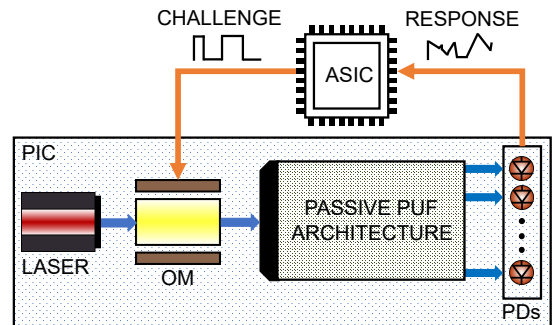 CHALLENGE
RESPONSE
ASIC
PIC
PASSIVE PUF
ARCHITECTURE
LASER
OM
PDs